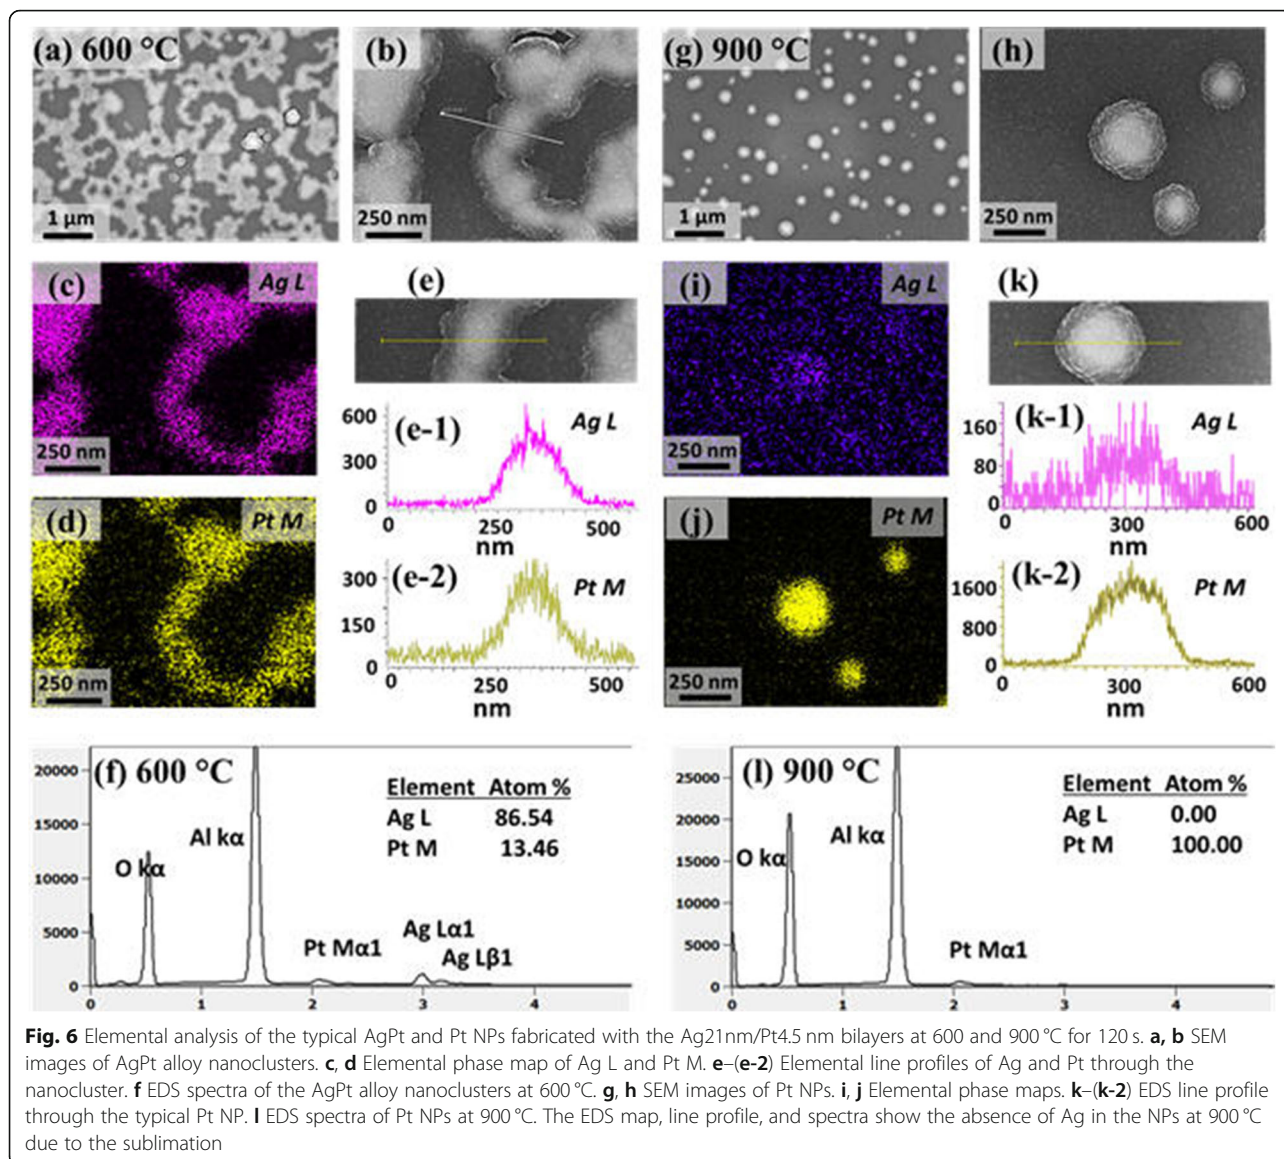 (a) 600 °C
1 µm
(b)
250 nm
(g) 900 °C
1 µm
(h)
250 nm
(c)
Ag L
250 nm
(e)
(i)
Ag L
250 nm
(k)
600
300
0
(e-1)
Ag L
0
250
500
nm
160
80
0
(k-1)
Ag L
0
300
600
nm
(d)
Pt M
250 nm
300
150
0
(e-2)
Pt M
0
250
500
nm
(j)
Pt M
250 nm
1600
800
0
(k-2)
Pt M
0
300
600
nm
(f) 600 °C
20000
15000
10000
5000
0
Element Atom %
Ag L 86.54
Pt M 13.46
O kα
Al kα
Pt Mα1
Ag Lα1
Ag Lβ1
0 1 2 3 4
(l) 900 °C
25000
20000
15000
10000
5000
0
Element Atom %
Ag L 0.00
Pt M 100.00
O kα
Al kα
Pt Mα1
0 1 2 3 4
Fig. 6 Elemental analysis of the typical AgPt and Pt NPs fabricated with the Ag21nm/Pt4.5 nm bilayers at 600 and 900 °C for 120 s. a, b SEM
images of AgPt alloy nanoclusters. c, d Elemental phase map of Ag L and Pt M. e–(e-2) Elemental line profiles of Ag and Pt through the
nanocluster. f EDS spectra of the AgPt alloy nanoclusters at 600 °C. g, h SEM images of Pt NPs. i, j Elemental phase maps. k–(k-2) EDS line profile
through the typical Pt NP. l EDS spectra of Pt NPs at 900 °C. The EDS map, line profile, and spectra show the absence of Ag in the NPs at 900 °C
due to the sublimation